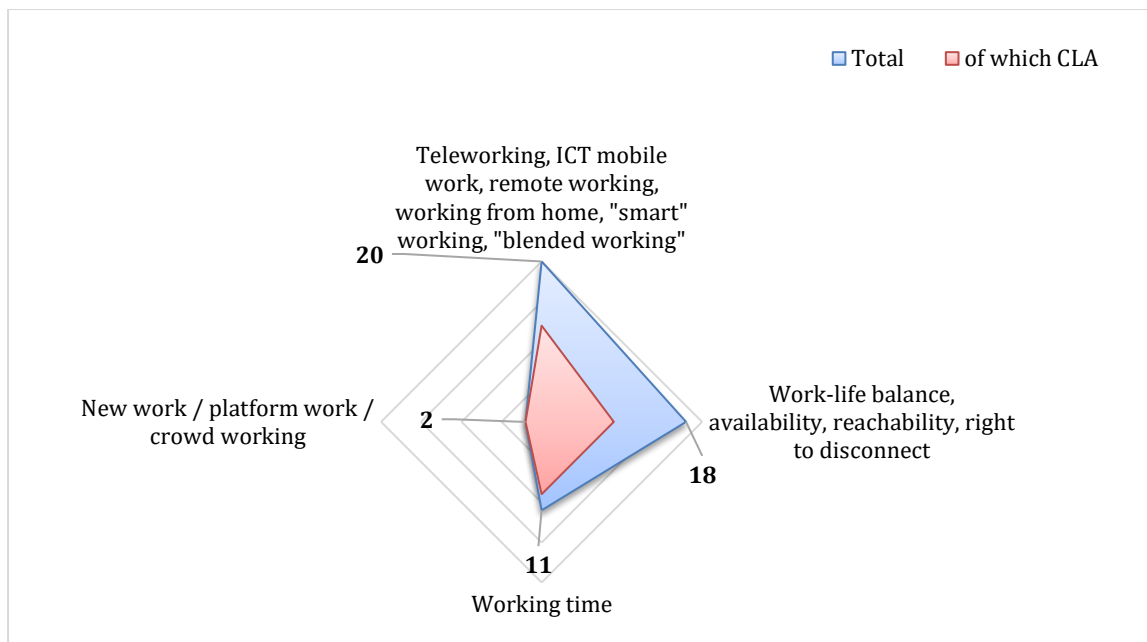 Total
of which CLA
Teleworking, ICT mobile
work, remote working,
working from home, "smart"
working, "blended working"
20
New work / platform work /
crowd working
2
Work-life balance,
availability, reachability, right
to disconnect
18
11
Working time